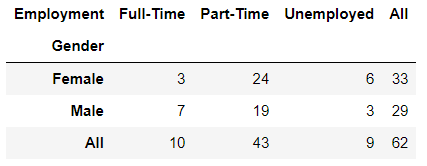 Employment Full-Time Part-Time Unemployed All
Gender
Female 3 24 6 33
Male 7 19 3 29
All 10 43 9 62